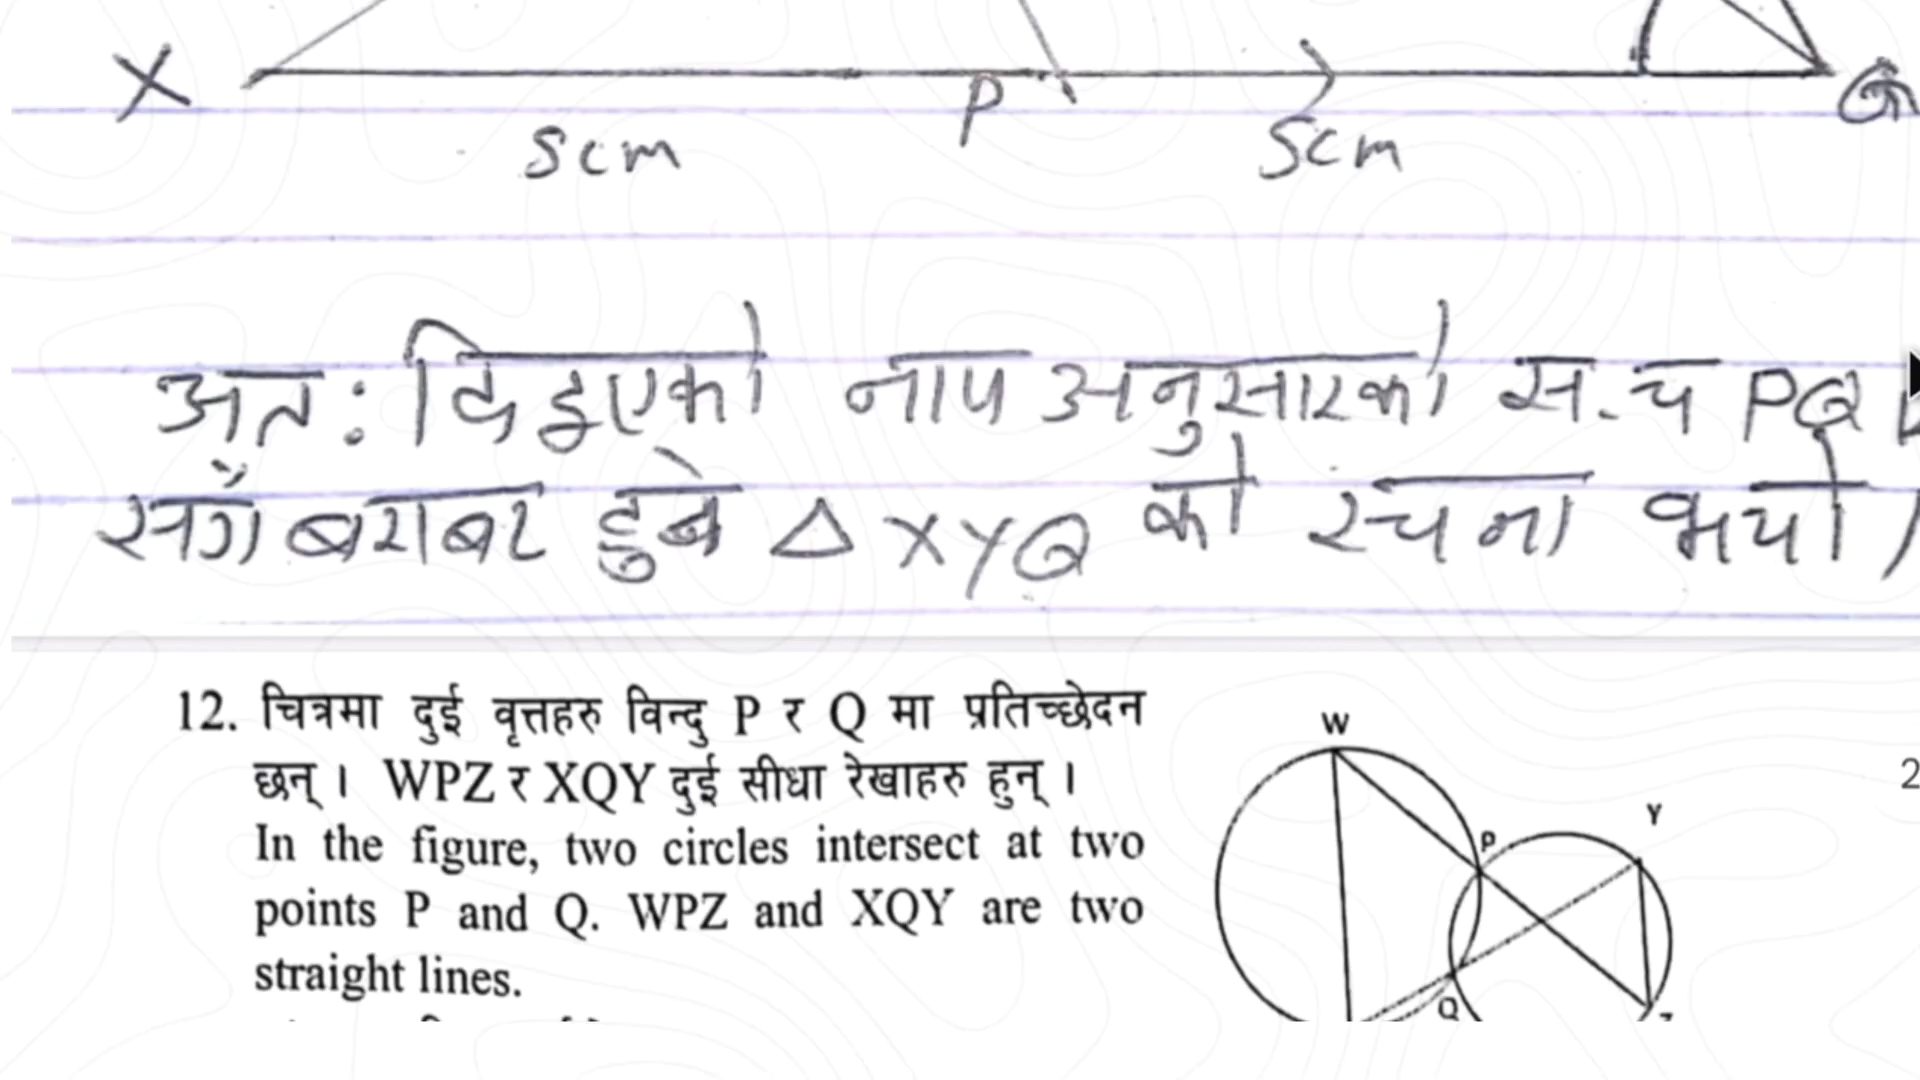 X P G
5cm 5cm
अत: दिइएको नाप अनुसारको स.च PQ
सगँ बराबर हुने Δ XYQ को रचना भयो।
12. चित्रमा दुई वृत्तहरु विन्दु P र Q मा प्रतिच्छेदन
छन् । WPZ र XQY दुई सीधा रेखाहरु हुन् ।
In the figure, two circles intersect at two
points P and Q. WPZ and XQY are two
straight lines.
W
Y
P
Q
2